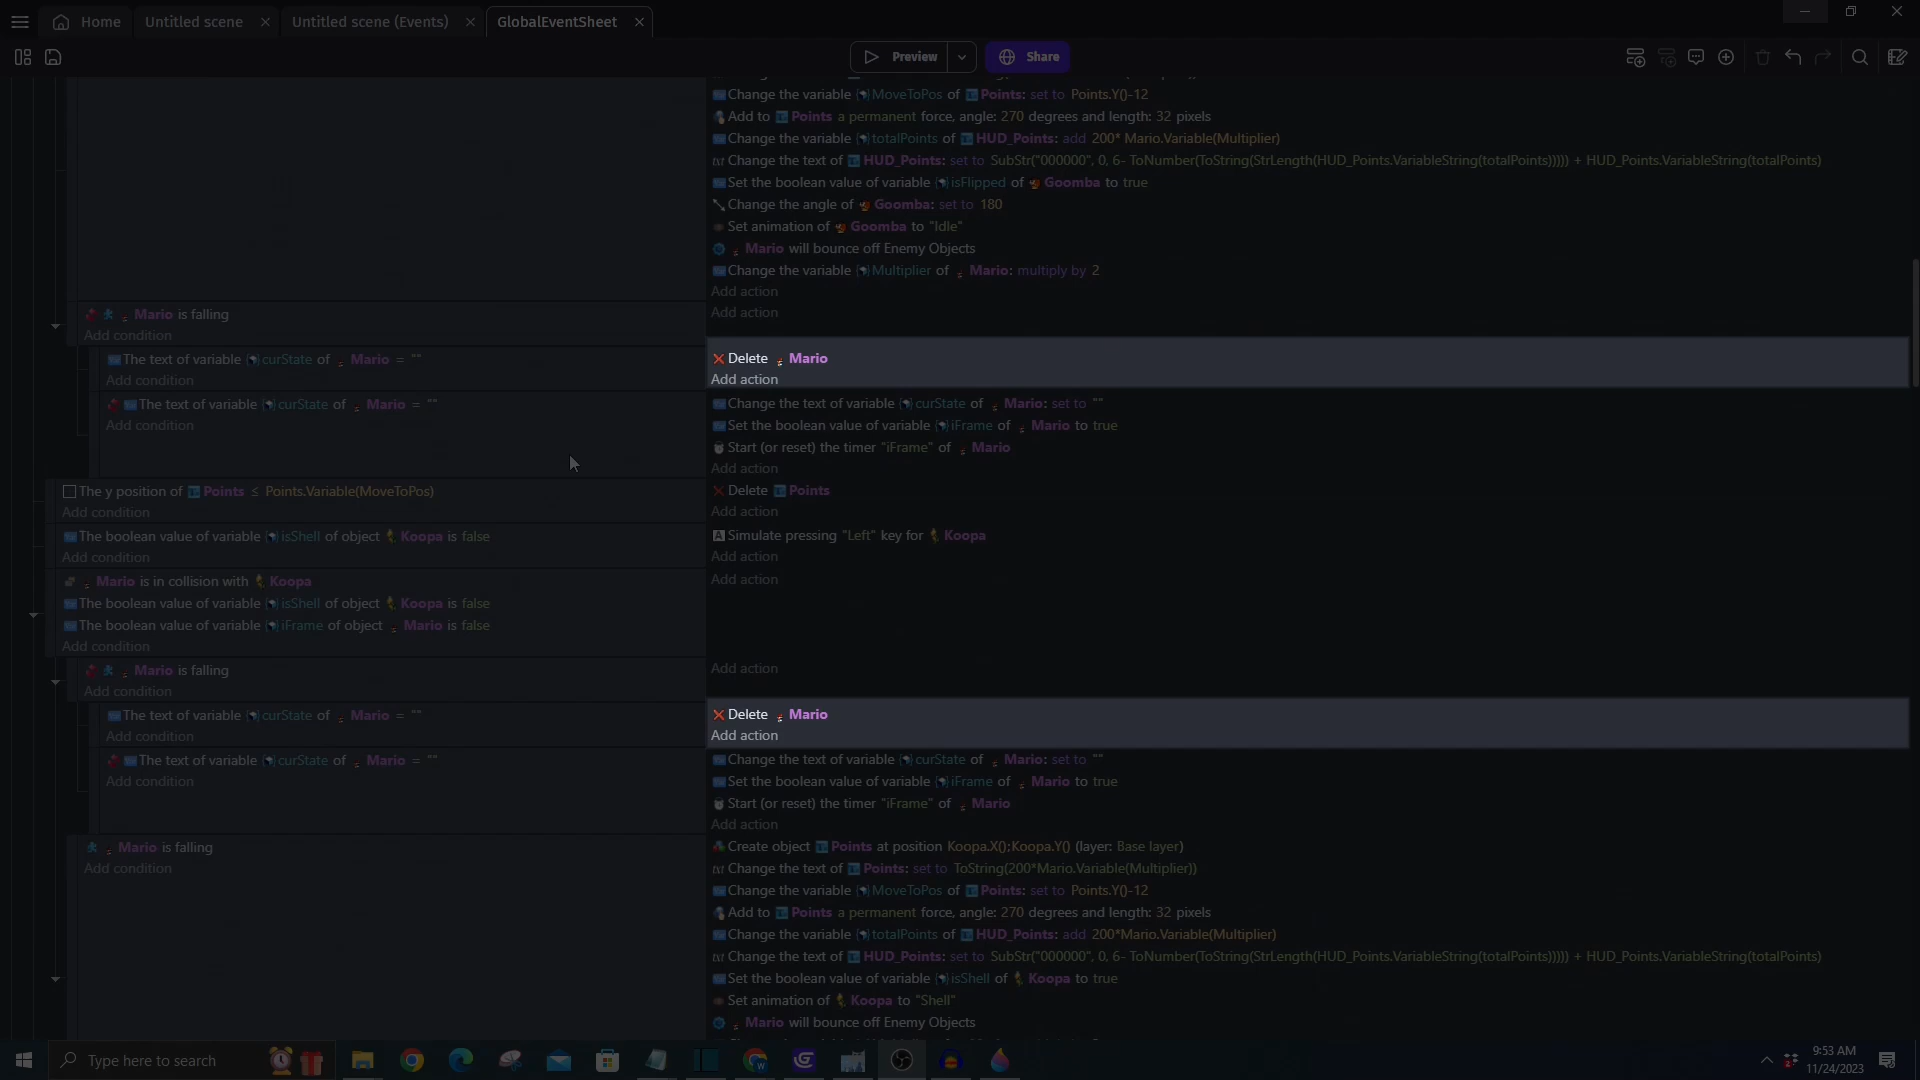 Home
Untitled scene
Untitled scene (Events)
GlobalEventSheet
Preview
Share
Change the variable MoveToPos of Points: set to Points.Y()-12
Add to Points a permanent force, angle: 270 degrees and length: 32 pixels
Change the variable totalPoints of HUD_Points: add 200* Mario.Variable(Multiplier)
Change the text of HUD_Points: set to SubStr("000000", 0, 6- ToNumber(ToString(StrLength(HUD_Points.VariableString(totalPoints))))) + HUD_Points.VariableString(totalPoints)
Set the boolean value of variable isFlipped of Goomba to true
Change the angle of Goomba: set to 180
Set animation of Goomba to "Idle"
Mario will bounce off Enemy Objects
Change the variable Multiplier of Mario: multiply by 2
Add action
Mario is falling
Add condition
Add action
The text of variable curState of Mario = ""
Add condition
Delete Mario
Add action
The text of variable curState of Mario = ""
Add condition
Change the text of variable curState of Mario: set to ""
Set the boolean value of variable iFrame of Mario to true
Start (or reset) the timer "iFrame" of Mario
Add action
The y position of Points ≤ Points.Variable(MoveToPos)
Add condition
Delete Points
Add action
The boolean value of variable isShell of object Koopa is false
Add condition
Simulate pressing "Left" key for Koopa
Add action
Mario is in collision with Koopa
The boolean value of variable isShell of object Koopa is false
The boolean value of variable iFrame of object Mario is false
Add condition
Add action
Mario is falling
Add condition
Add action
The text of variable curState of Mario = ""
Add condition
Delete Mario
Add action
The text of variable curState of Mario = ""
Add condition
Change the text of variable curState of Mario: set to ""
Set the boolean value of variable iFrame of Mario to true
Start (or reset) the timer "iFrame" of Mario
Add action
Mario is falling
Add condition
Create object Points at position Koopa.X();Koopa.Y() (layer: Base layer)
Change the text of Points: set to ToString(200*Mario.Variable(Multiplier))
Change the variable MoveToPos of Points: set to Points.Y()-12
Add to Points a permanent force, angle: 270 degrees and length: 32 pixels
Change the variable totalPoints of HUD_Points: add 200*Mario.Variable(Multiplier)
Change the text of HUD_Points: set to SubStr("000000", 0, 6- ToNumber(ToString(StrLength(HUD_Points.VariableString(totalPoints))))) + HUD_Points.VariableString(totalPoints)
Set the boolean value of variable isShell of Koopa to true
Set animation of Koopa to "Shell"
Mario will bounce off Enemy Objects
Type here to search
9:53 AM
11/24/2023